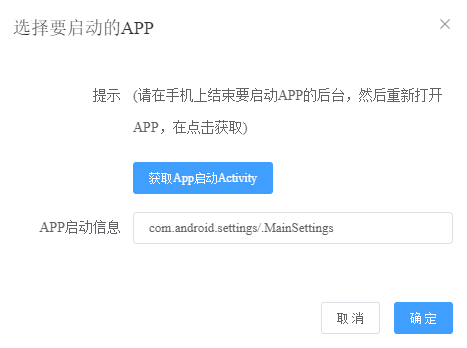 选择要启动的APP
提示 (请在手机上结束要启动APP的后台，然后重新打开
APP，在点击获取)
获取App启动Activity
APP启动信息 com.android.settings/.MainSettings
取 消 确 定